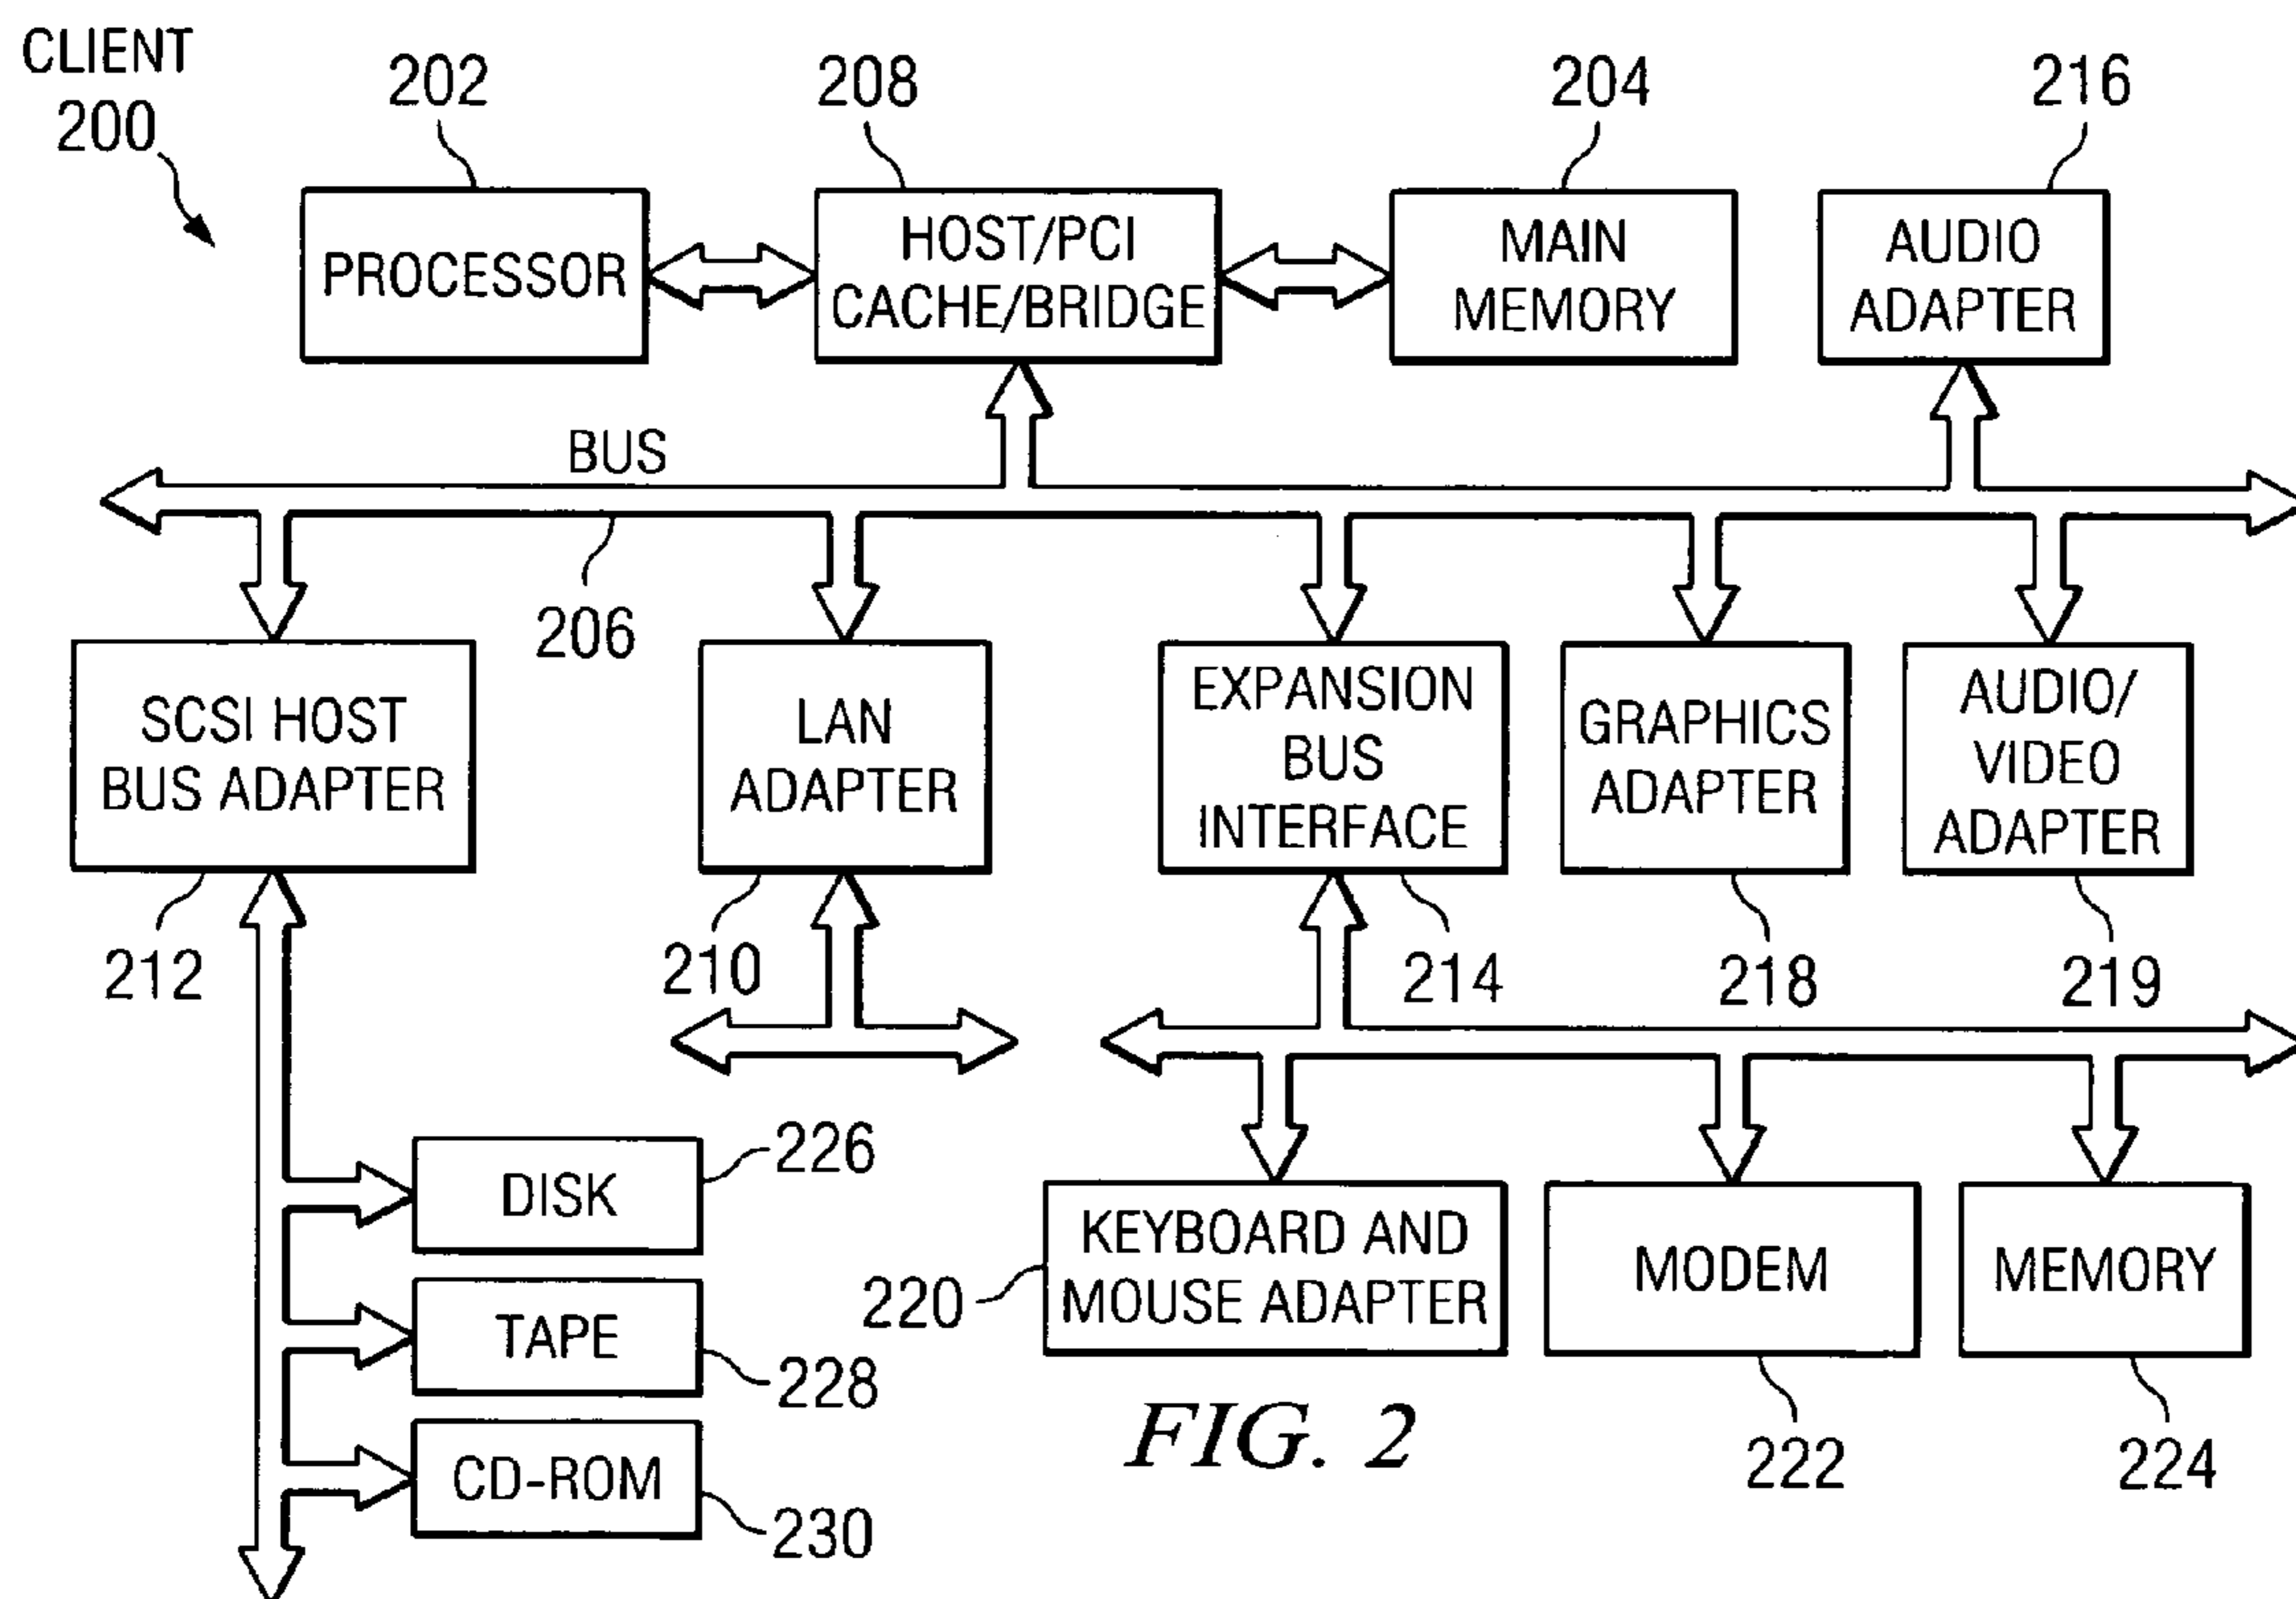 CLIENT
200
202
208
204
216
PROCESSOR
HOST/PCI
CACHE/BRIDGE
MAIN
MEMORY
AUDIO
ADAPTER
BUS
206
SCSI HOST
BUS ADAPTER
LAN
ADAPTER
EXPANSION
BUS
INTERFACE
GRAPHICS
ADAPTER
AUDIO/
VIDEO
ADAPTER
212
210
214
218
219
DISK
226
TAPE
228
CD-ROM
230
220
KEYBOARD AND
MOUSE ADAPTER
MODEM
MEMORY
222
224
FIG. 2